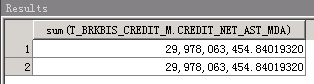 Results
sum(T_BRKBIS_CREDIT_M.CREDIT_NET_AST_MDA)
1 29,978,063,454.84019320
2 29,978,063,454.84019320